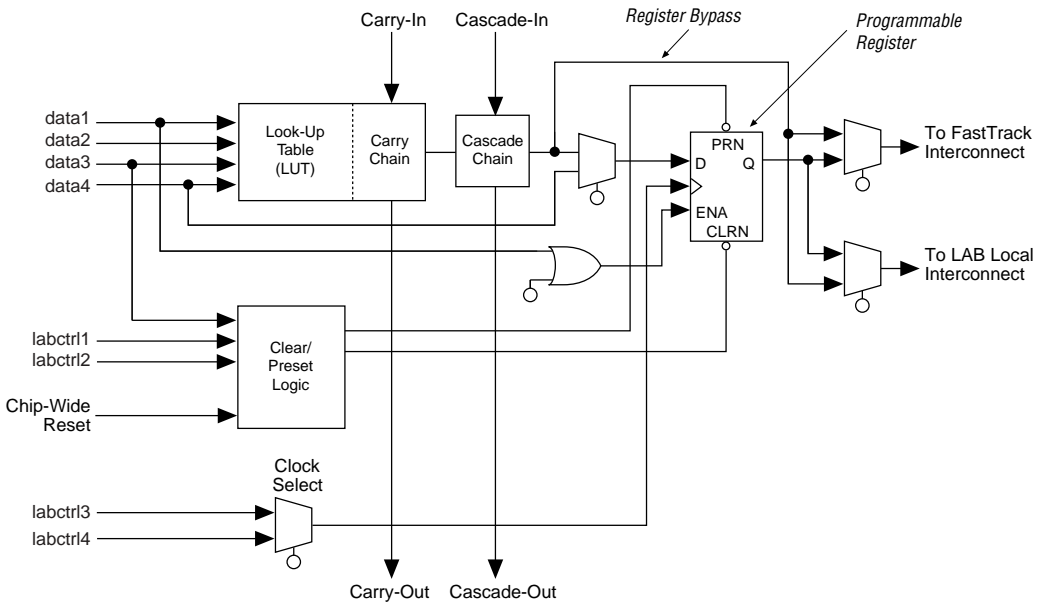 Carry-In
Cascade-In
Register Bypass
Programmable
Register
data1
data2
data3
data4
Look-Up
Table
(LUT)
Carry
Chain
Cascade
Chain
PRN
D
Q
ENA
CLRN
To FastTrack
Interconnect
To LAB Local
Interconnect
labctrl1
labctrl2
Clear/
Preset
Logic
Chip-Wide
Reset
Clock
Select
labctrl3
labctrl4
Carry-Out
Cascade-Out